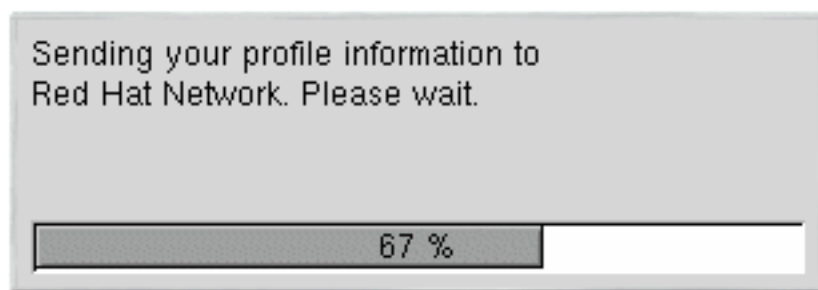 Sending your profile information to
Red Hat Network. Please wait.
67 %